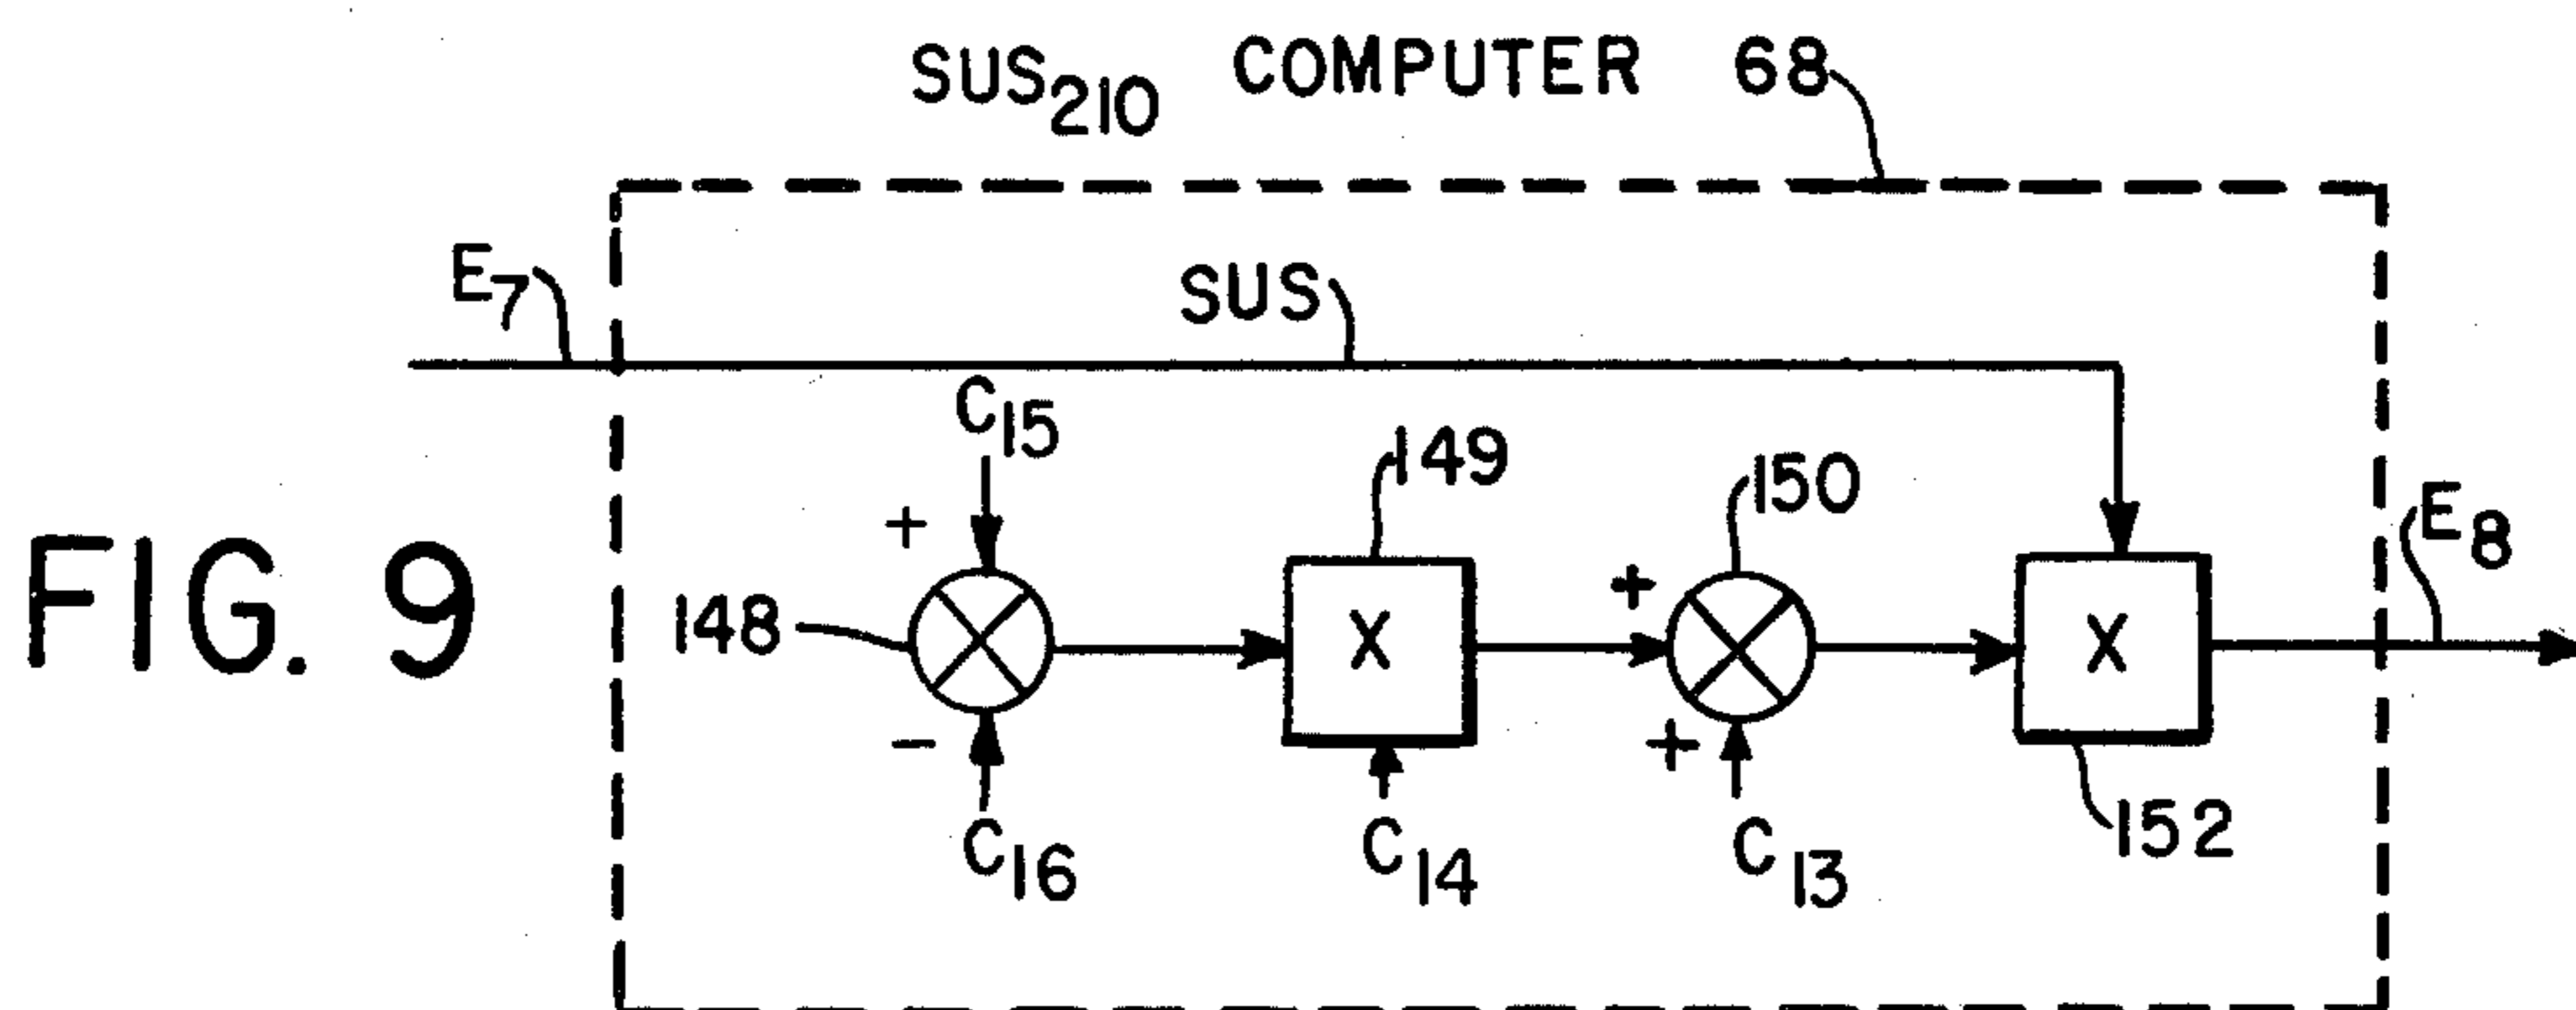 SUS210 COMPUTER 68
E7
SUS
C15
149
150
E8
+
+
FIG. 9
148
X
X
-
+
C16
C14
C13
152